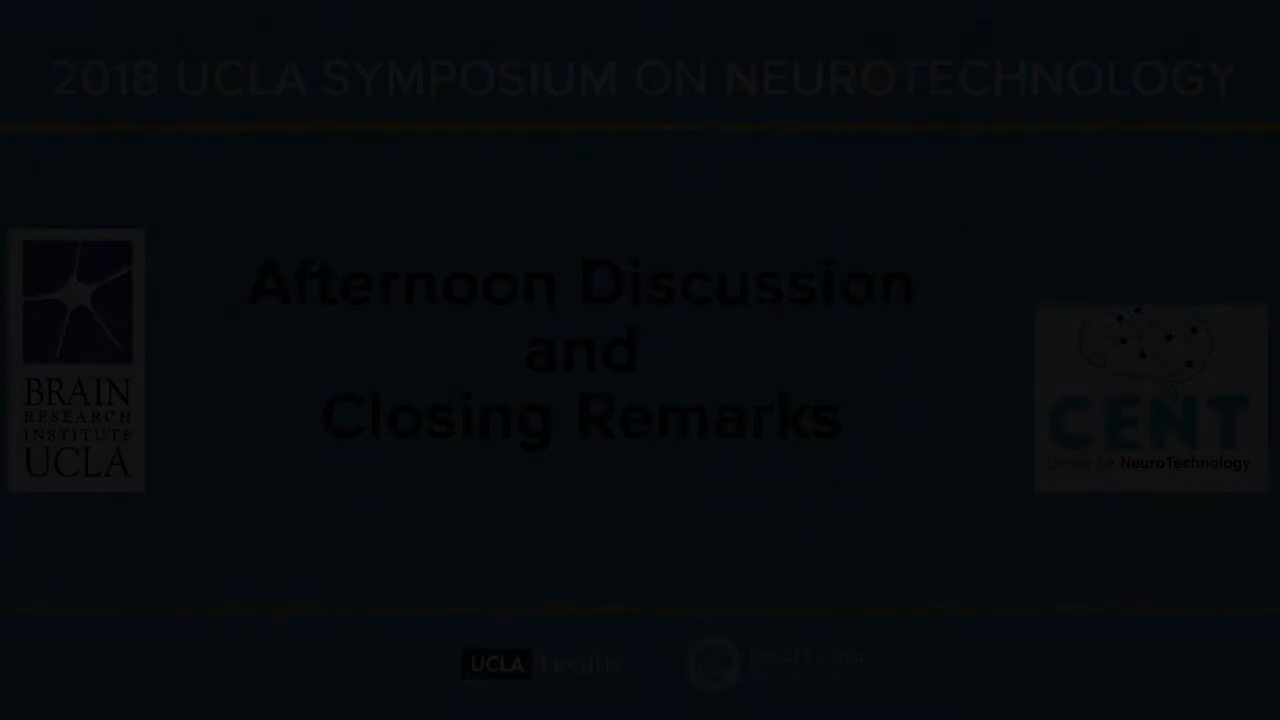 2018 UCLA SYMPOSIUM ON NEUROTECHNOLOGY
Afternoon Discussion
and
Closing Remarks
BRAIN
RESEARCH
INSTITUTE
UCLA
CENT
Center for NeuroTechnology
UCLA Health